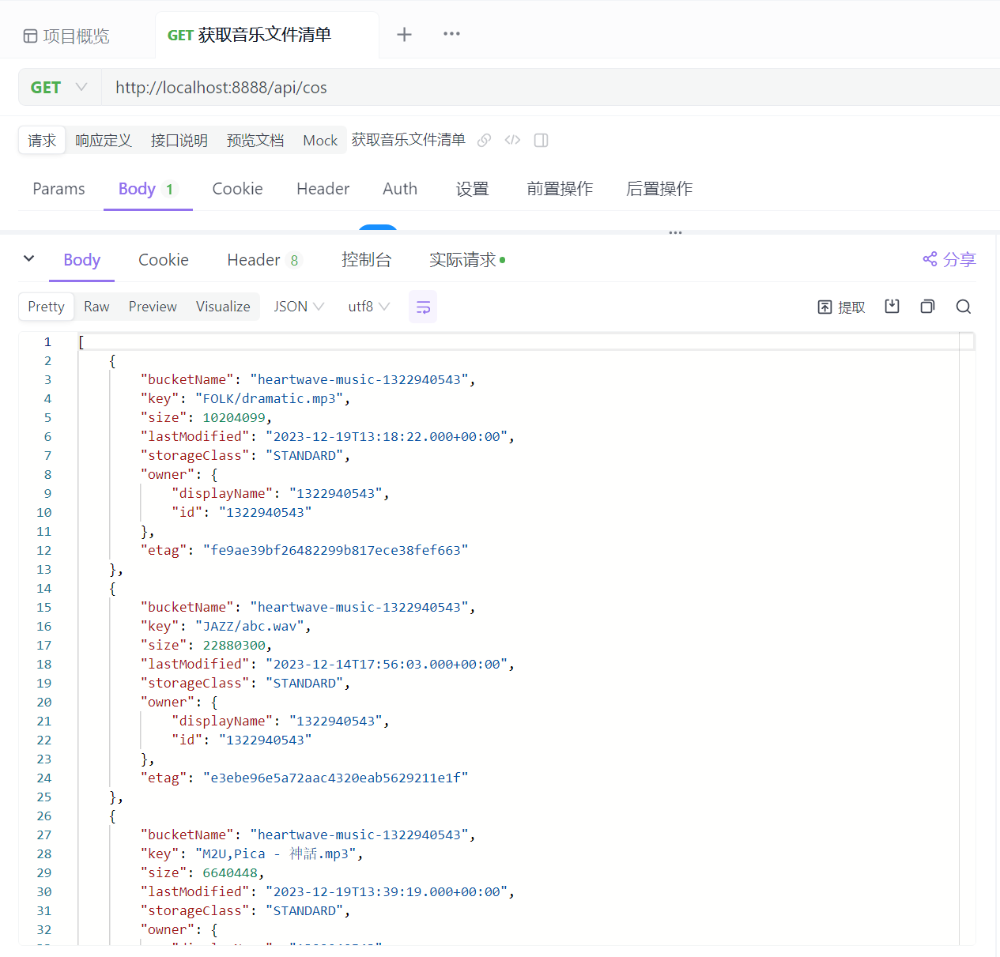 项目概览
GET 获取音乐文件清单
GET http://localhost:8888/api/cos
请求 响应定义 接口说明 预览文档 Mock 获取音乐文件清单
Params Body 1 Cookie Header Auth 设置 前置操作 后置操作
Body Cookie Header 8 控制台 实际请求 分享
Pretty Raw Preview Visualize JSON utf8 提取
1 [
2 {
3 "bucketName": "heartwave-music-1322940543",
4 "key": "FOLK/dramatic.mp3",
5 "size": 10204099,
6 "lastModified": "2023-12-19T13:18:22.000+00:00",
7 "storageClass": "STANDARD",
8 "owner": {
9 "displayName": "1322940543",
10 "id": "1322940543"
11 },
12 "etag": "fe9ae39bf26482299b817ece38fef663"
13 },
14 {
15 "bucketName": "heartwave-music-1322940543",
16 "key": "JAZZ/abc.wav",
17 "size": 22880300,
18 "lastModified": "2023-12-14T17:56:03.000+00:00",
19 "storageClass": "STANDARD",
20 "owner": {
21 "displayName": "1322940543",
22 "id": "1322940543"
23 },
24 "etag": "e3ebe96e5a72aac4320eab5629211e1f"
25 },
26 {
27 "bucketName": "heartwave-music-1322940543",
28 "key": "M2U,Pica - 神話.mp3",
29 "size": 6640448,
30 "lastModified": "2023-12-19T13:39:19.000+00:00",
31 "storageClass": "STANDARD",
32 "owner": {